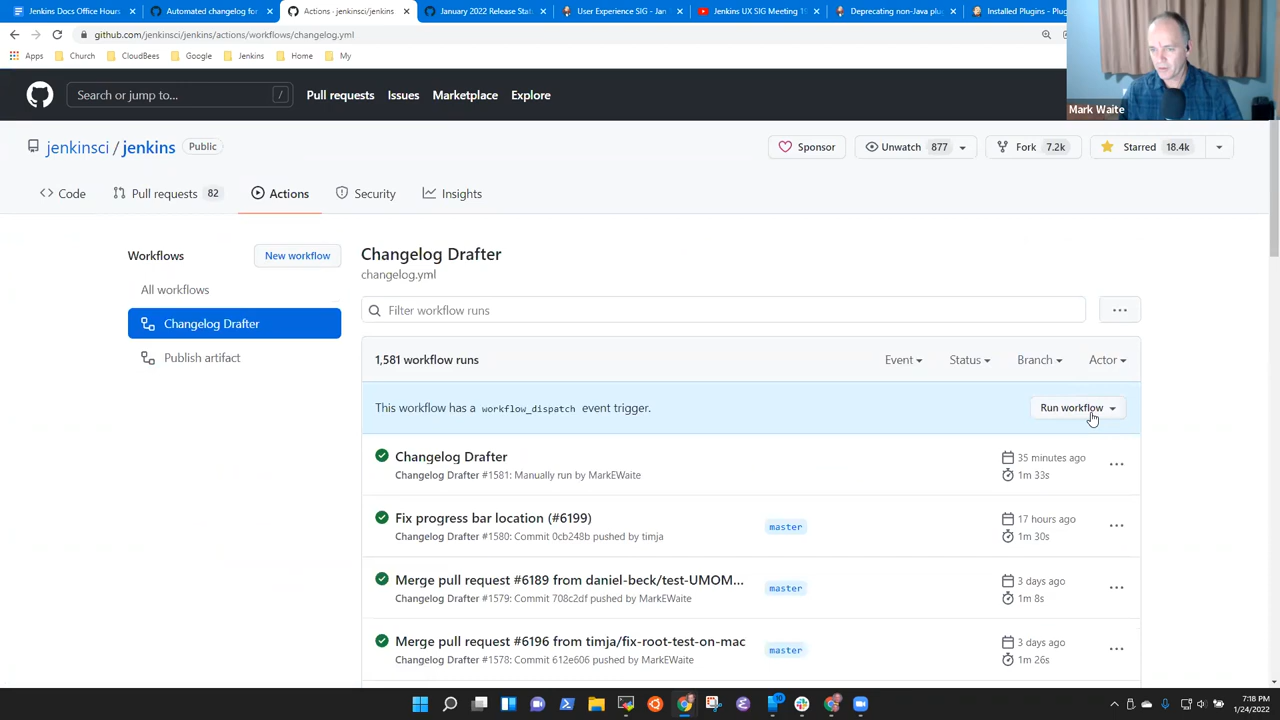 Jenkins Docs Office Hours
Automated changelog for
Actions · jenkinsci/jenkins
January 2022 Release Stat
User Experience SIG - Jan
Jenkins UX SIG Meeting 19
Deprecating non-Java plu
Installed Plugins - Plug
github.com/jenkinsci/jenkins/actions/workflows/changelog.yml
Apps
Church
CloudBees
Google
Jenkins
Home
My
Mark Waite
Search or jump to...
/
Pull requests
Issues
Marketplace
Explore
jenkinsci / jenkins
Public
Sponsor
Unwatch 877
Fork 7.2k
Starred 18.4k
Code
Pull requests 82
Actions
Security
Insights
Workflows
New workflow
All workflows
Changelog Drafter
Publish artifact
Changelog Drafter
changelog.yml
Filter workflow runs
1,581 workflow runs
Event
Status
Branch
Actor
This workflow has a workflow_dispatch event trigger.
Run workflow
Changelog Drafter
Changelog Drafter #1581: Manually run by MarkEWaite
35 minutes ago
1m 33s
Fix progress bar location (#6199)
Changelog Drafter #1580: Commit 0cb248b pushed by timja
master
17 hours ago
1m 30s
Merge pull request #6189 from daniel-beck/test-UMOM...
Changelog Drafter #1579: Commit 708c2df pushed by MarkEWaite
master
3 days ago
1m 8s
Merge pull request #6196 from timja/fix-root-test-on-mac
Changelog Drafter #1578: Commit 612e606 pushed by MarkEWaite
master
3 days ago
1m 26s
7:18 PM
1/24/2022